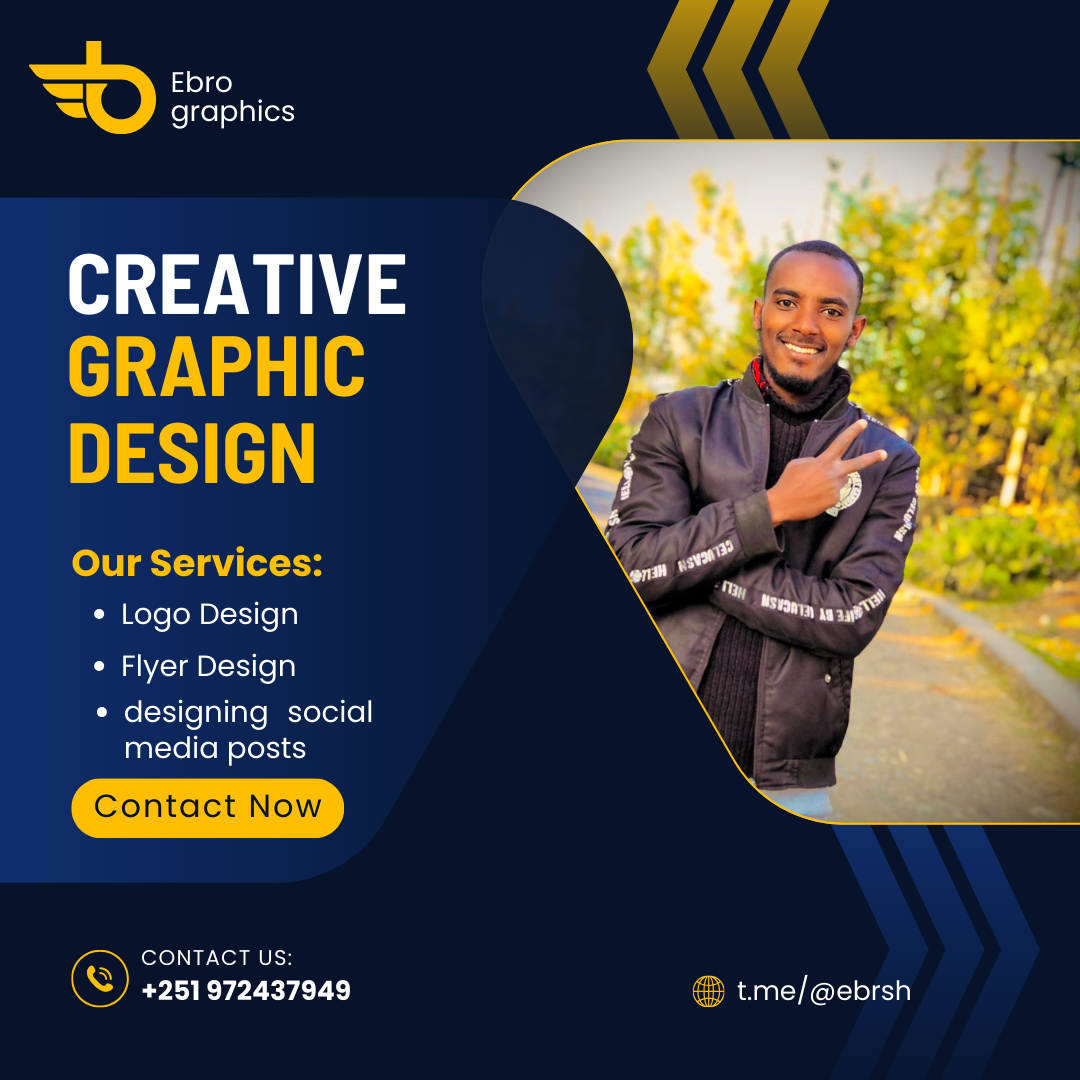 Ebro
graphics
CREATIVE
GRAPHIC
DESIGN
Our Services:
• Logo Design
• Flyer Design
• designing social
media posts
Contact Now
CONTACT US:
+251 972437949
t.me/@ebrsh